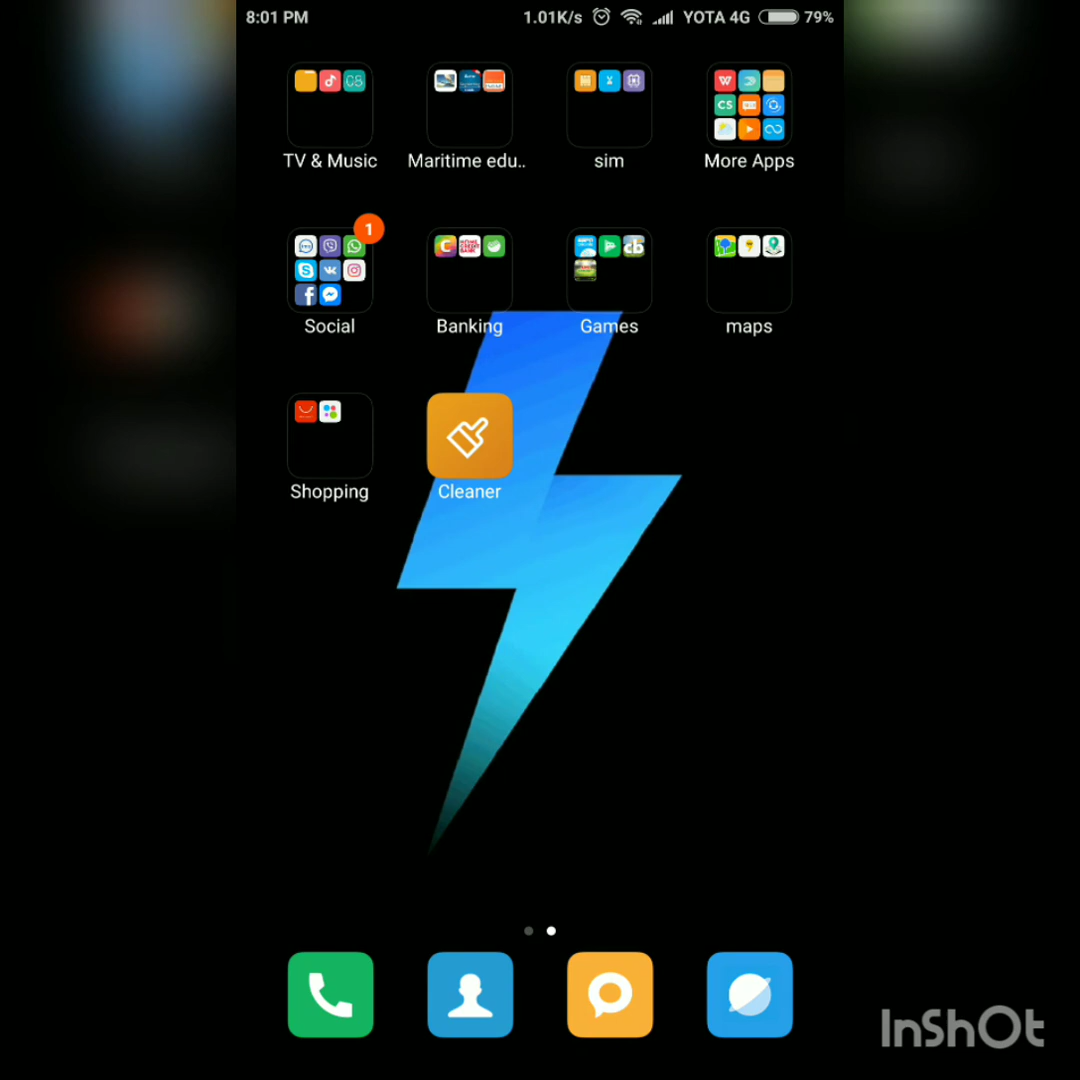 8:01 PM 1.01K/s YOTA 4G 79%
TV & Music Maritime edu.. sim More Apps
1
Social Banking Games maps
Shopping Cleaner
InShOt